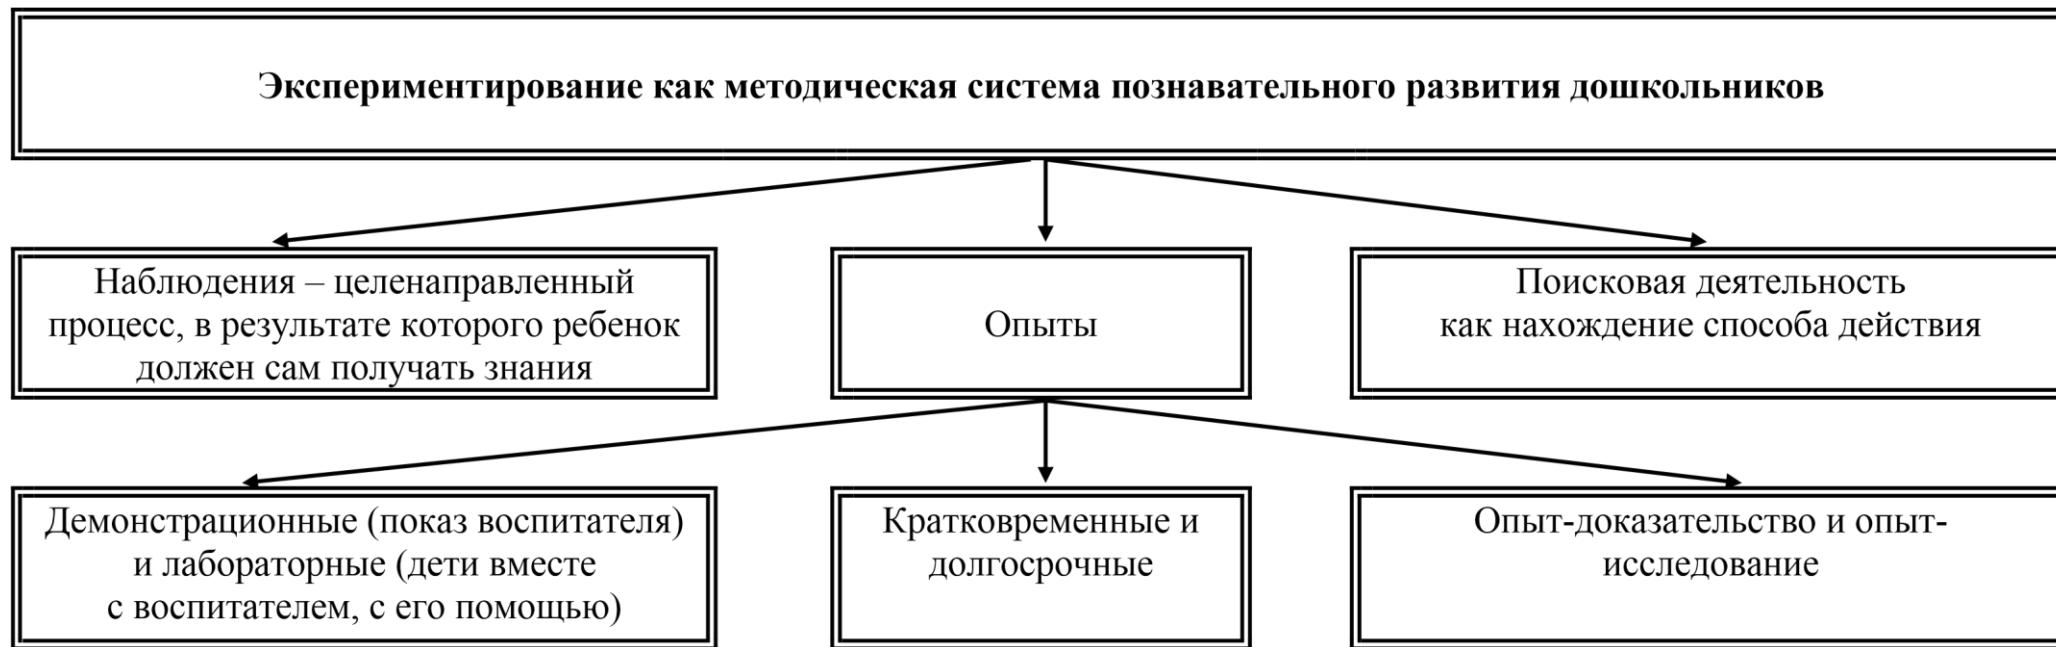 Экспериментирование как методическая система познавательного развития дошкольников
Наблюдения – целенаправленный
процесс, в результате которого ребенок
должен сам получать знания
Опыты
Поисковая деятельность
как нахождение способа действия
Демонстрационные (показ воспитателя)
и лабораторные (дети вместе
с воспитателем, с его помощью)
Кратковременные и
долгосрочные
Опыт-доказательство и опыт-
исследование